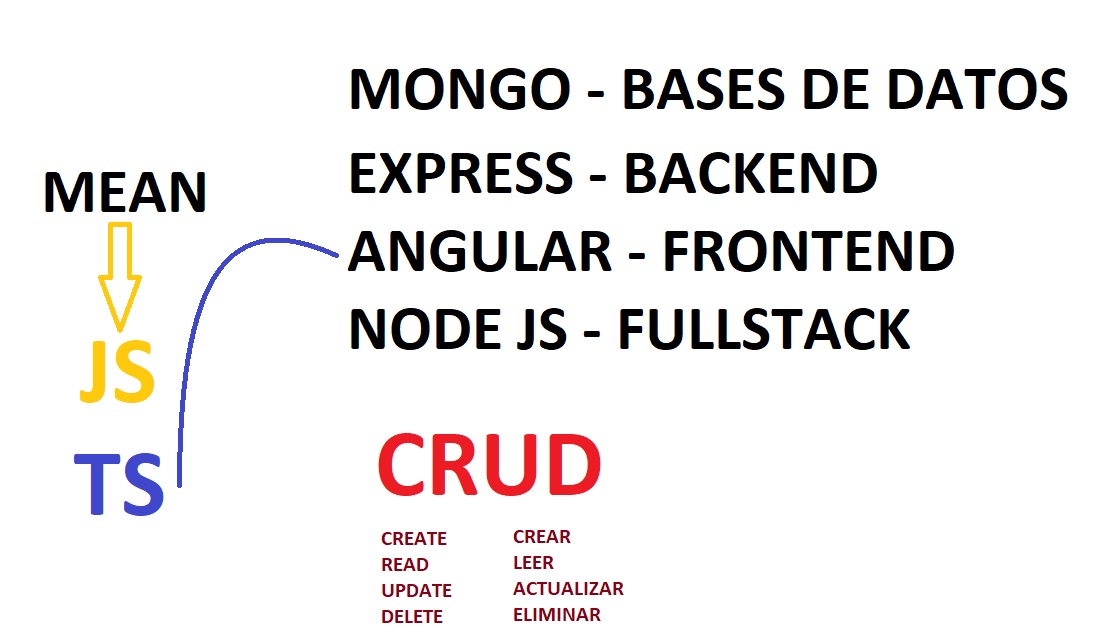 MONGO - BASES DE DATOS
EXPRESS - BACKEND
ANGULAR - FRONTEND
NODE JS - FULLSTACK
MEAN
JS
TS
CRUD
CREATE
READ
UPDATE
DELETE
CREAR
LEER
ACTUALIZAR
ELIMINAR